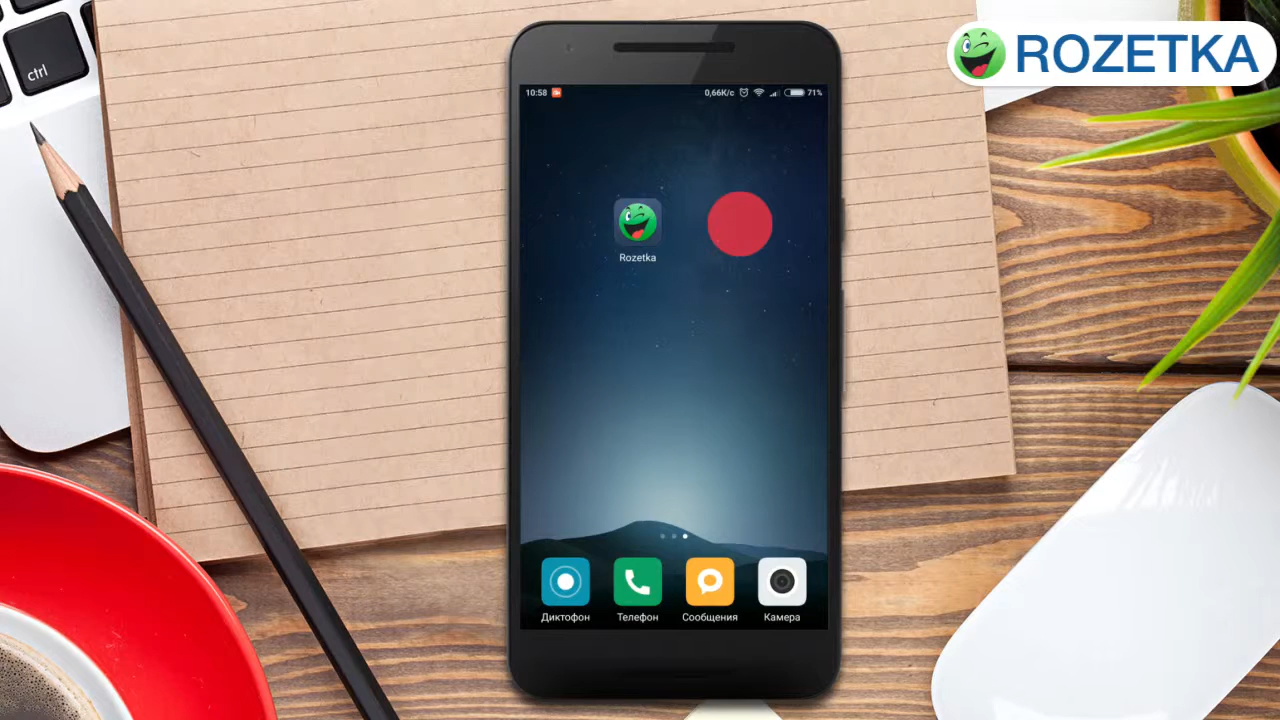 ctrl
ROZETKA
10:58 0,66K/c 71%
Rozetka
Диктофон Телефон Сообщения Камера